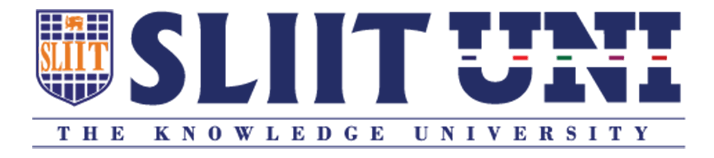 SLIIT SLIIT UNI
THE KNOWLEDGE UNIVERSITY